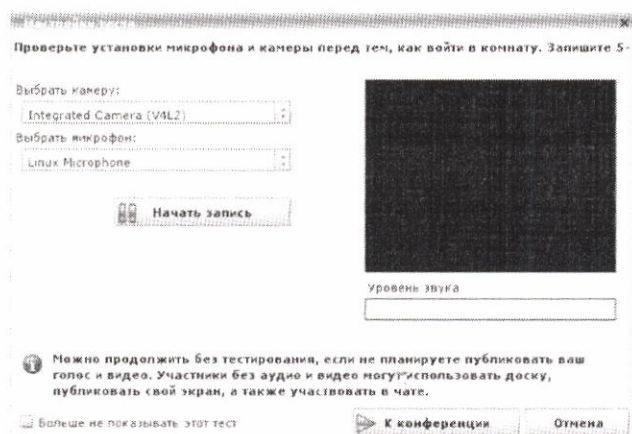 Настройки теста
Проверьте установки микрофона и камеры перед тем, как войти в комнату. Запишите 5-
Выбрать камеру:
Integrated Camera (V4L2)
Выбрать микрофон:
Linux Microphone
Начать запись
Уровень звука
Можно продолжить без тестирования, если не планируете публиковать ваш
голос и видео. Участники без аудио и видео могут использовать доску,
публиковать свой экран, а также участвовать в чате.
Больше не показывать этот тест
К конференции
Отмена